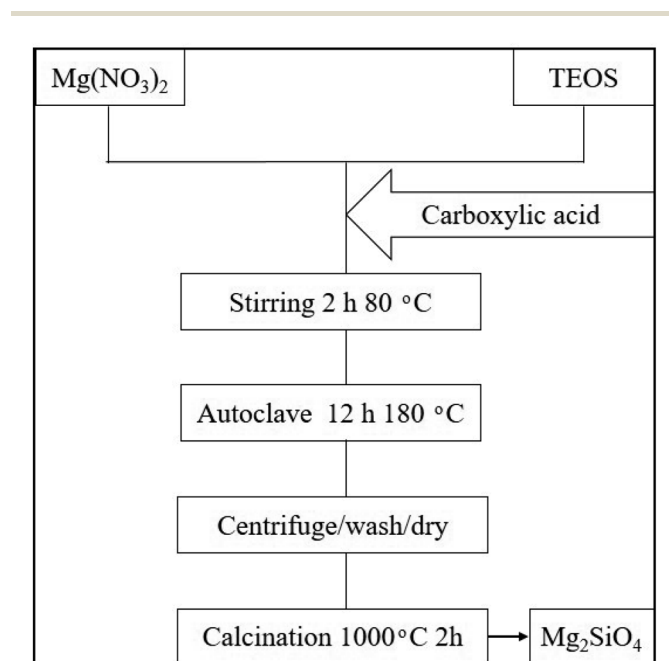 Mg(NO₃)₂
TEOS
Carboxylic acid
Stirring 2 h 80 °C
Autoclave 12 h 180 °C
Centrifuge/wash/dry
Calcination 1000°C 2h
Mg₂SiO₄